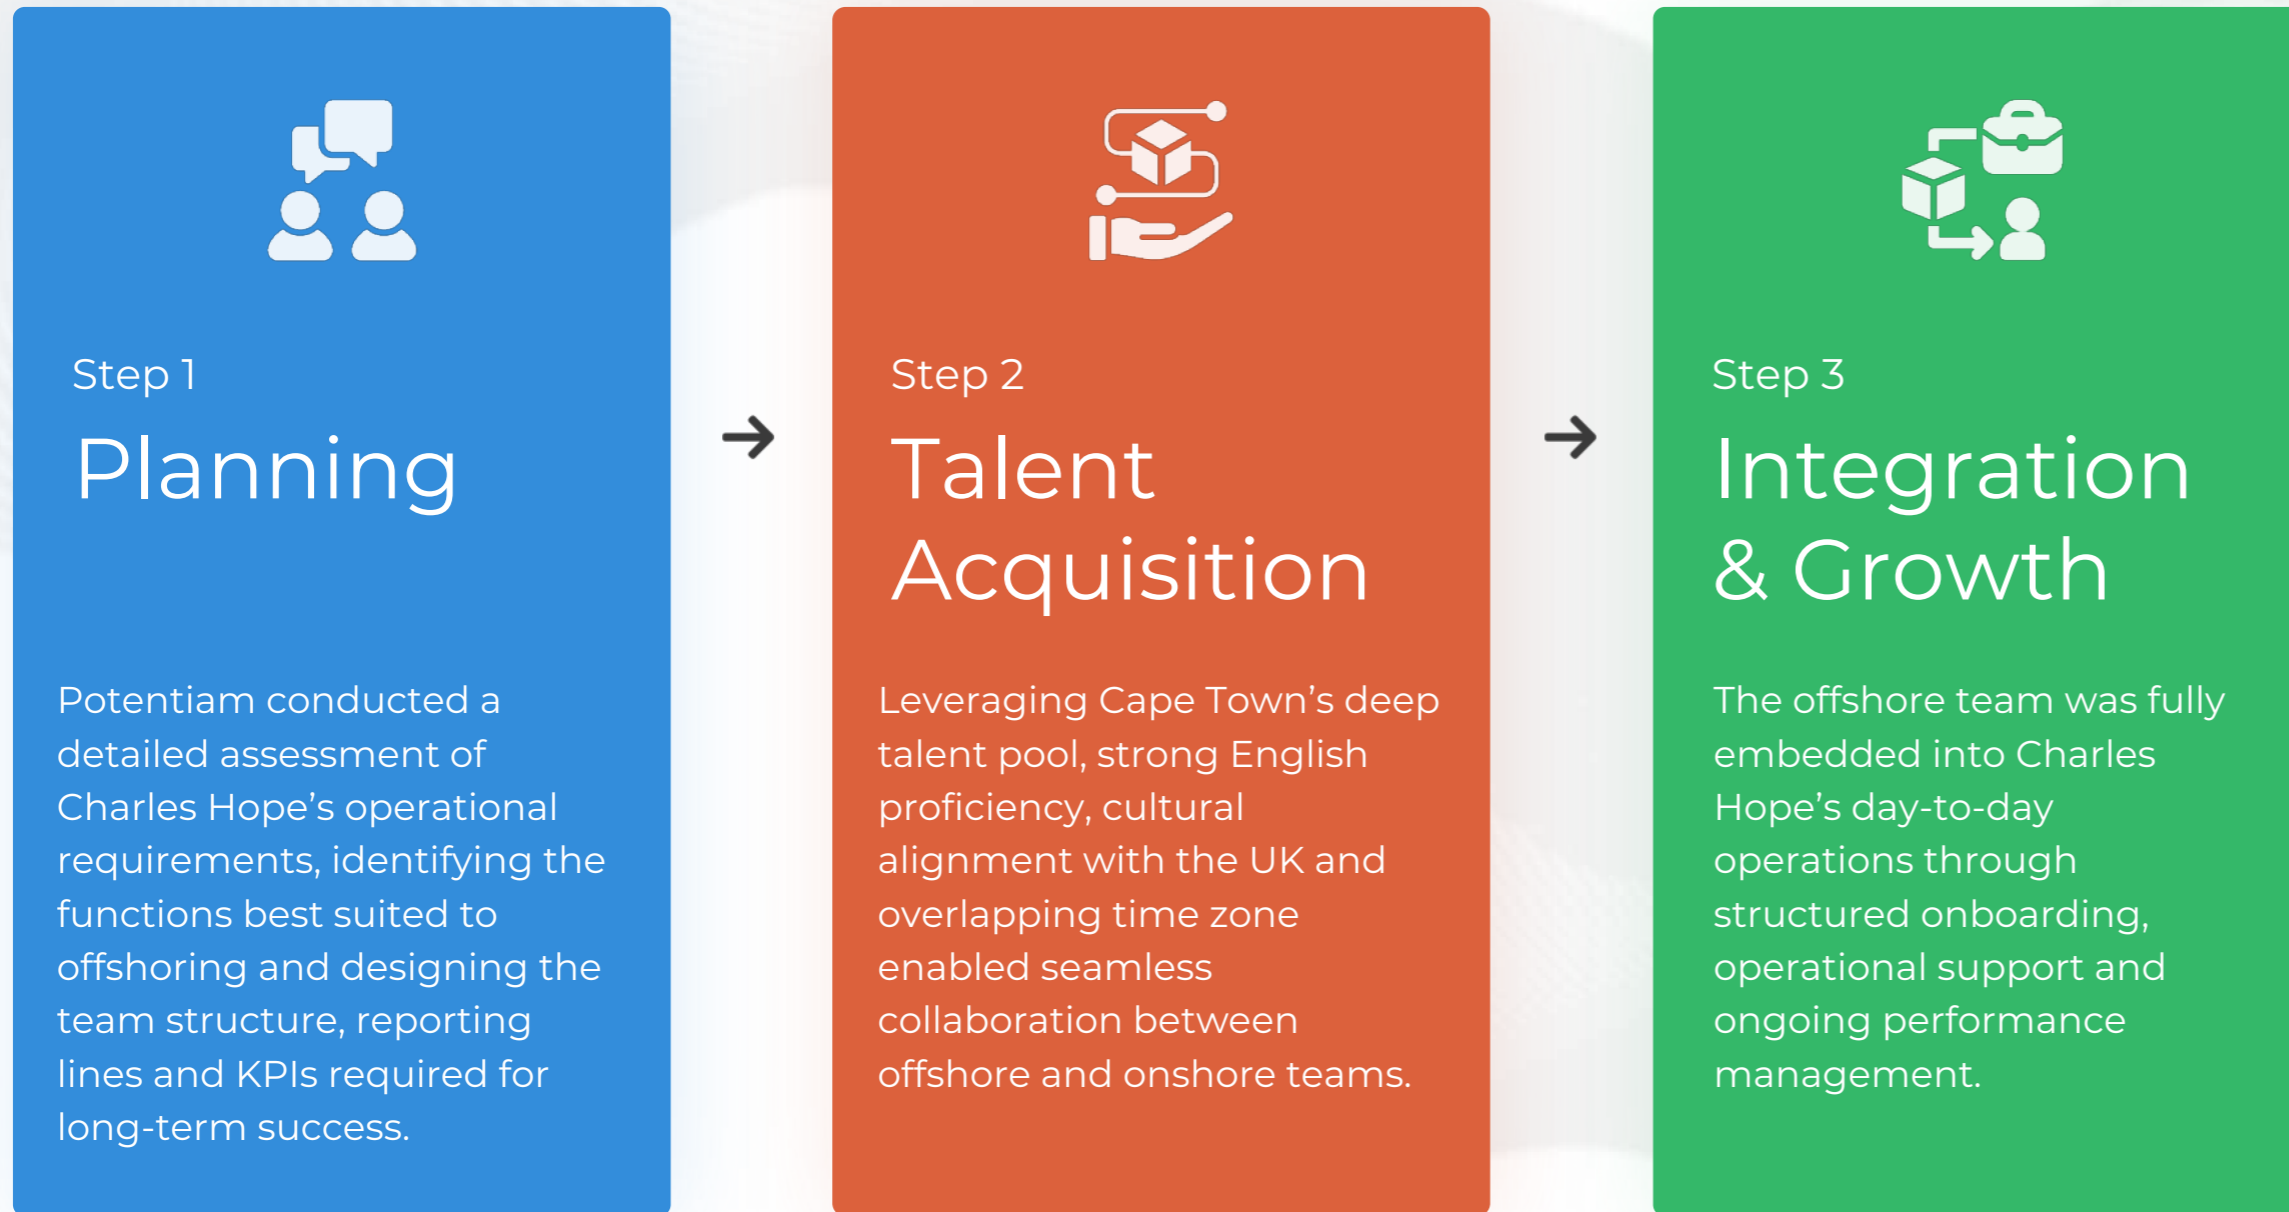 Step 1
Planning
Potentiam conducted a
detailed assessment of
Charles Hope’s operational
requirements, identifying the
functions best suited to
offshoring and designing the
team structure, reporting
lines and KPIs required for
long-term success.
Step 2
Talent
Acquisition
Leveraging Cape Town’s deep
talent pool, strong English
proficiency, cultural
alignment with the UK and
overlapping time zone
enabled seamless
collaboration between
offshore and onshore teams.
Step 3
Integration
& Growth
The offshore team was fully
embedded into Charles
Hope’s day-to-day
operations through
structured onboarding,
operational support and
ongoing performance
management.